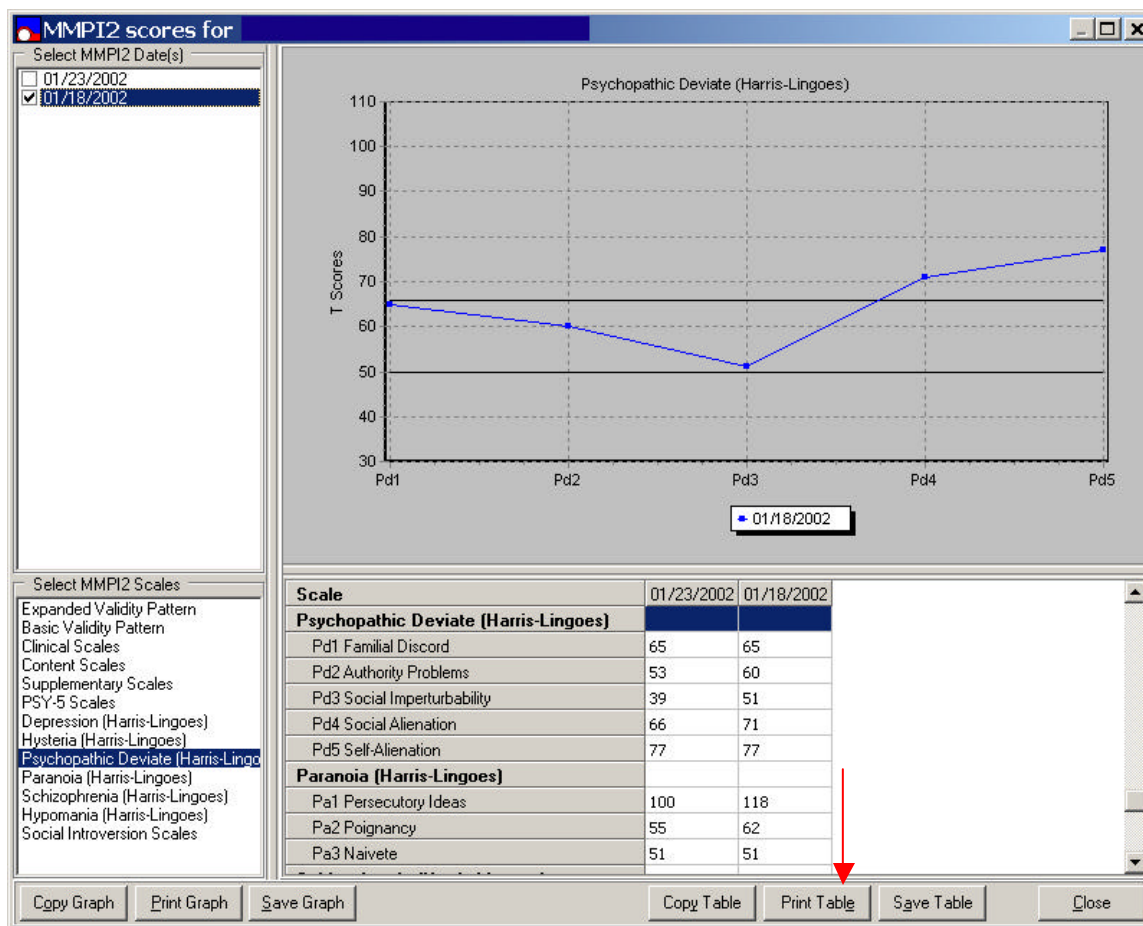 MMPI2 scores for
Select MMPI2 Date(s)
01/23/2002
01/18/2002
Psychopathic Deviate (Harris-Lingoes)
T Scores
110
100
90
80
70
60
50
40
30
Pd1 Pd2 Pd3 Pd4 Pd5
01/18/2002
Select MMPI2 Scales
Expanded Validity Pattern
Basic Validity Pattern
Clinical Scales
Content Scales
Supplementary Scales
PSY-5 Scales
Depression (Harris-Lingoes)
Hysteria (Harris-Lingoes)
Psychopathic Deviate (Harris-Lingo
Paranoia (Harris-Lingoes)
Schizophrenia (Harris-Lingoes)
Hypomania (Harris-Lingoes)
Social Introversion Scales
Scale 01/23/2002 01/18/2002
Psychopathic Deviate (Harris-Lingoes)
Pd1 Familial Discord 65 65
Pd2 Authority Problems 53 60
Pd3 Social Imperturbability 39 51
Pd4 Social Alienation 66 71
Pd5 Self-Alienation 77 77
Paranoia (Harris-Lingoes)
Pa1 Persecutory Ideas 100 118
Pa2 Poignancy 55 62
Pa3 Naivete 51 51
Copy Graph Print Graph Save Graph Copy Table Print Table Save Table Close